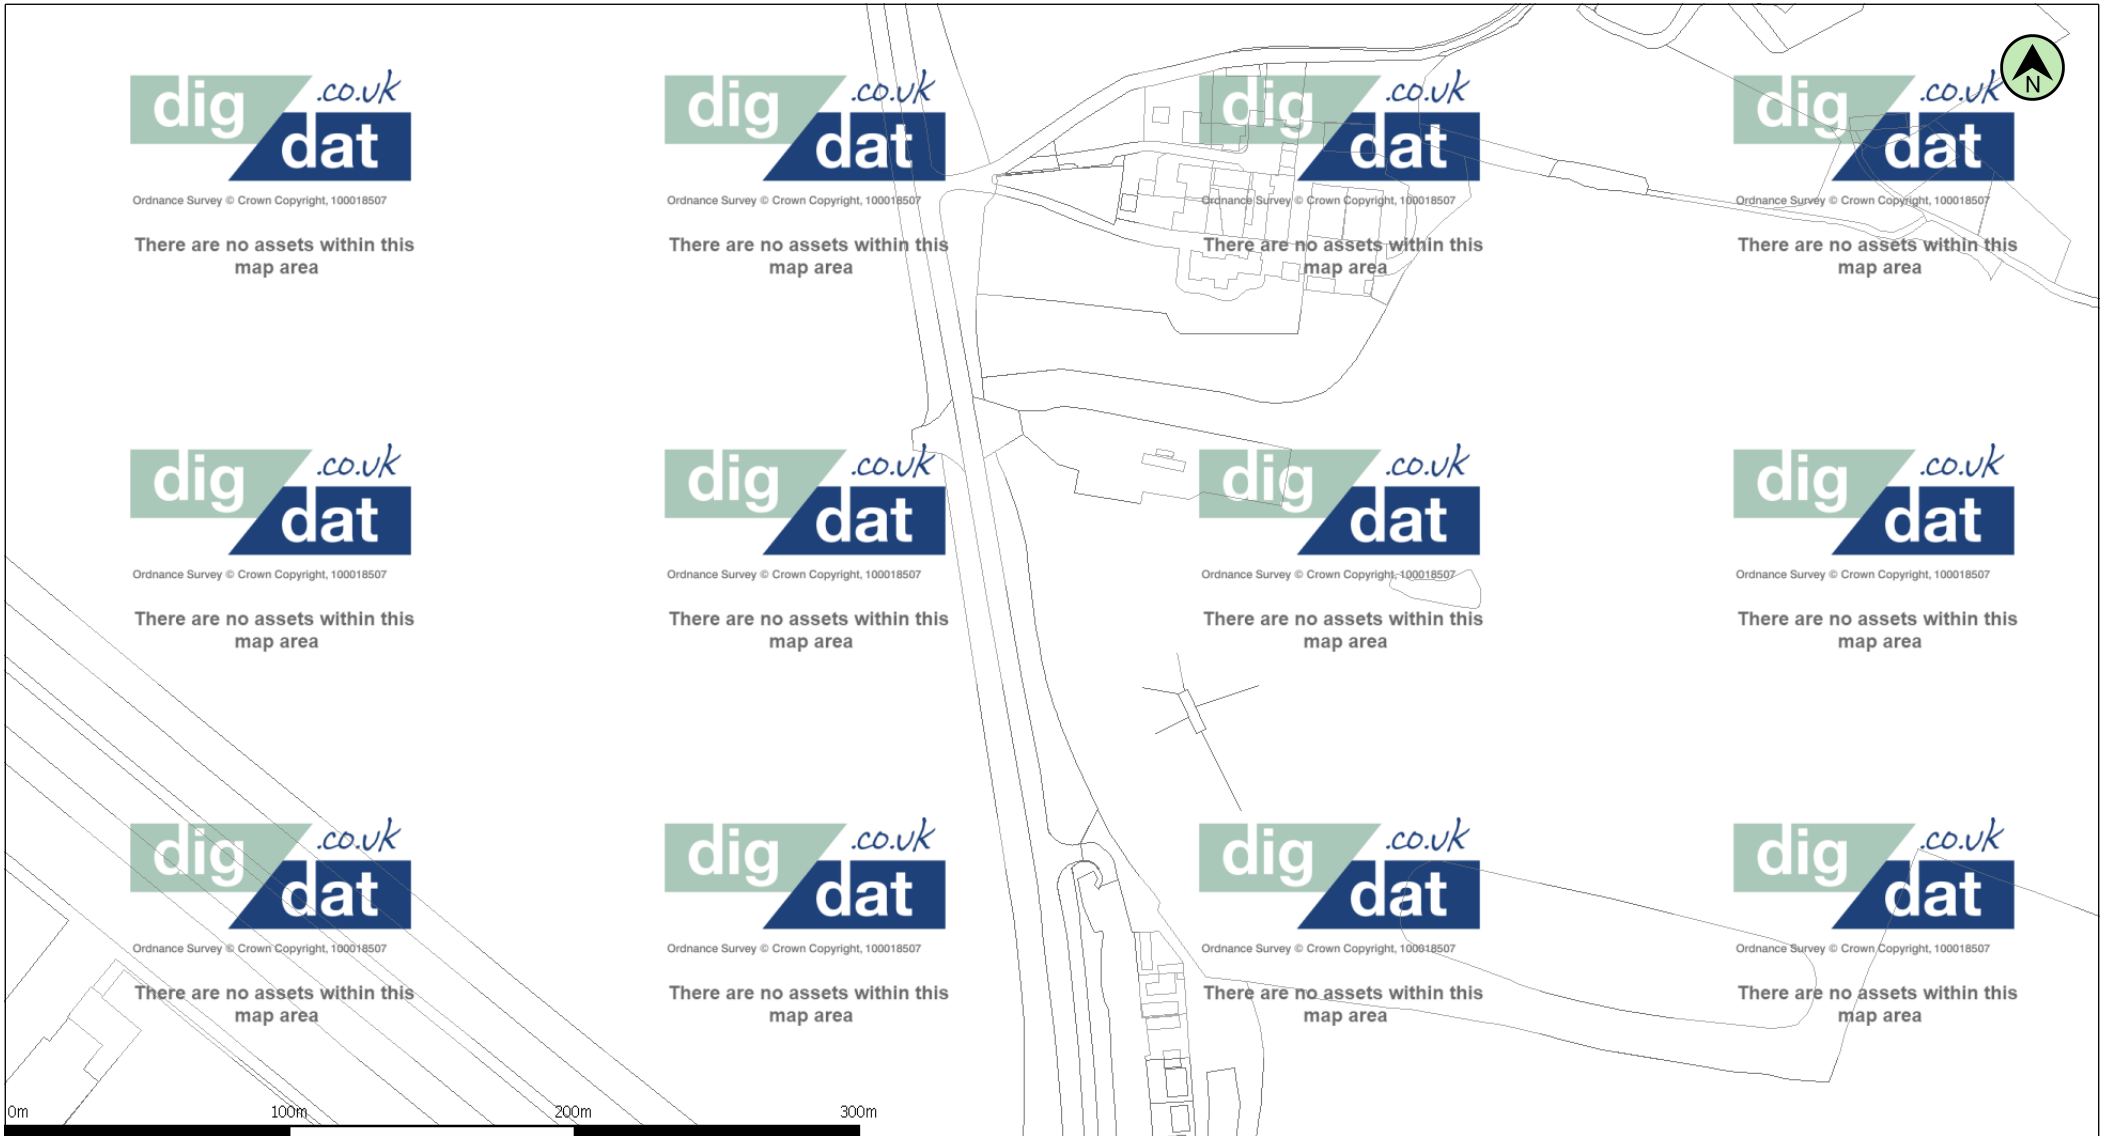 dig .co.uk dig .co.uk dig .co.uk dig .co.uk
N
dat dat dat dat
Ordnance Survey © Crown Copyright, 100018507 Ordnance Survey © Crown Copyright, 100018507 Ordnance Survey © Crown Copyright, 100018507 Ordnance Survey © Crown Copyright, 100018507
There are no assets within this There are no assets within this There are no assets within this There are no assets within this
map area map area map area map area
dig .co.uk dig .co.uk dig .co.uk dig .co.uk
dat dat dat dat
Ordnance Survey © Crown Copyright, 100018507 Ordnance Survey © Crown Copyright, 100018507 Ordnance Survey © Crown Copyright, 100018507 Ordnance Survey © Crown Copyright, 100018507
There are no assets within this There are no assets within this There are no assets within this There are no assets within this
map area map area map area map area
dig .co.uk dig .co.uk dig .co.uk dig .co.uk
dat dat dat dat
Ordnance Survey © Crown Copyright, 100018507 Ordnance Survey © Crown Copyright, 100018507 Ordnance Survey © Crown Copyright, 100018507 Ordnance Survey © Crown Copyright, 100018507
There are no assets within this There are no assets within this There are no assets within this There are no assets within this
map area map area map area map area
0m 100m 200m 300m